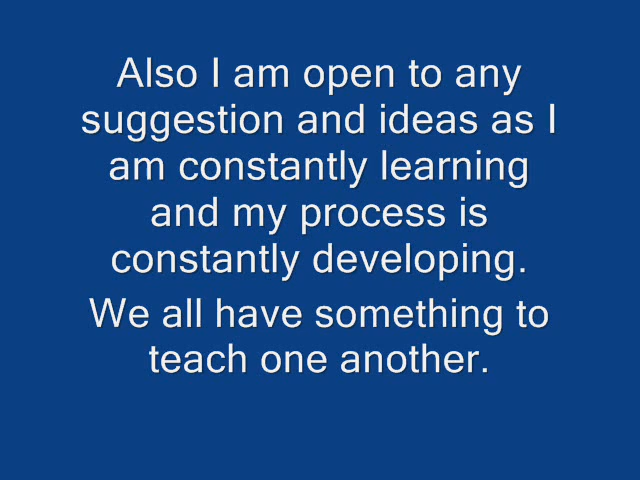 Also I am open to any
suggestion and ideas as I
am constantly learning
and my process is
constantly developing.
We all have something to
teach one another.